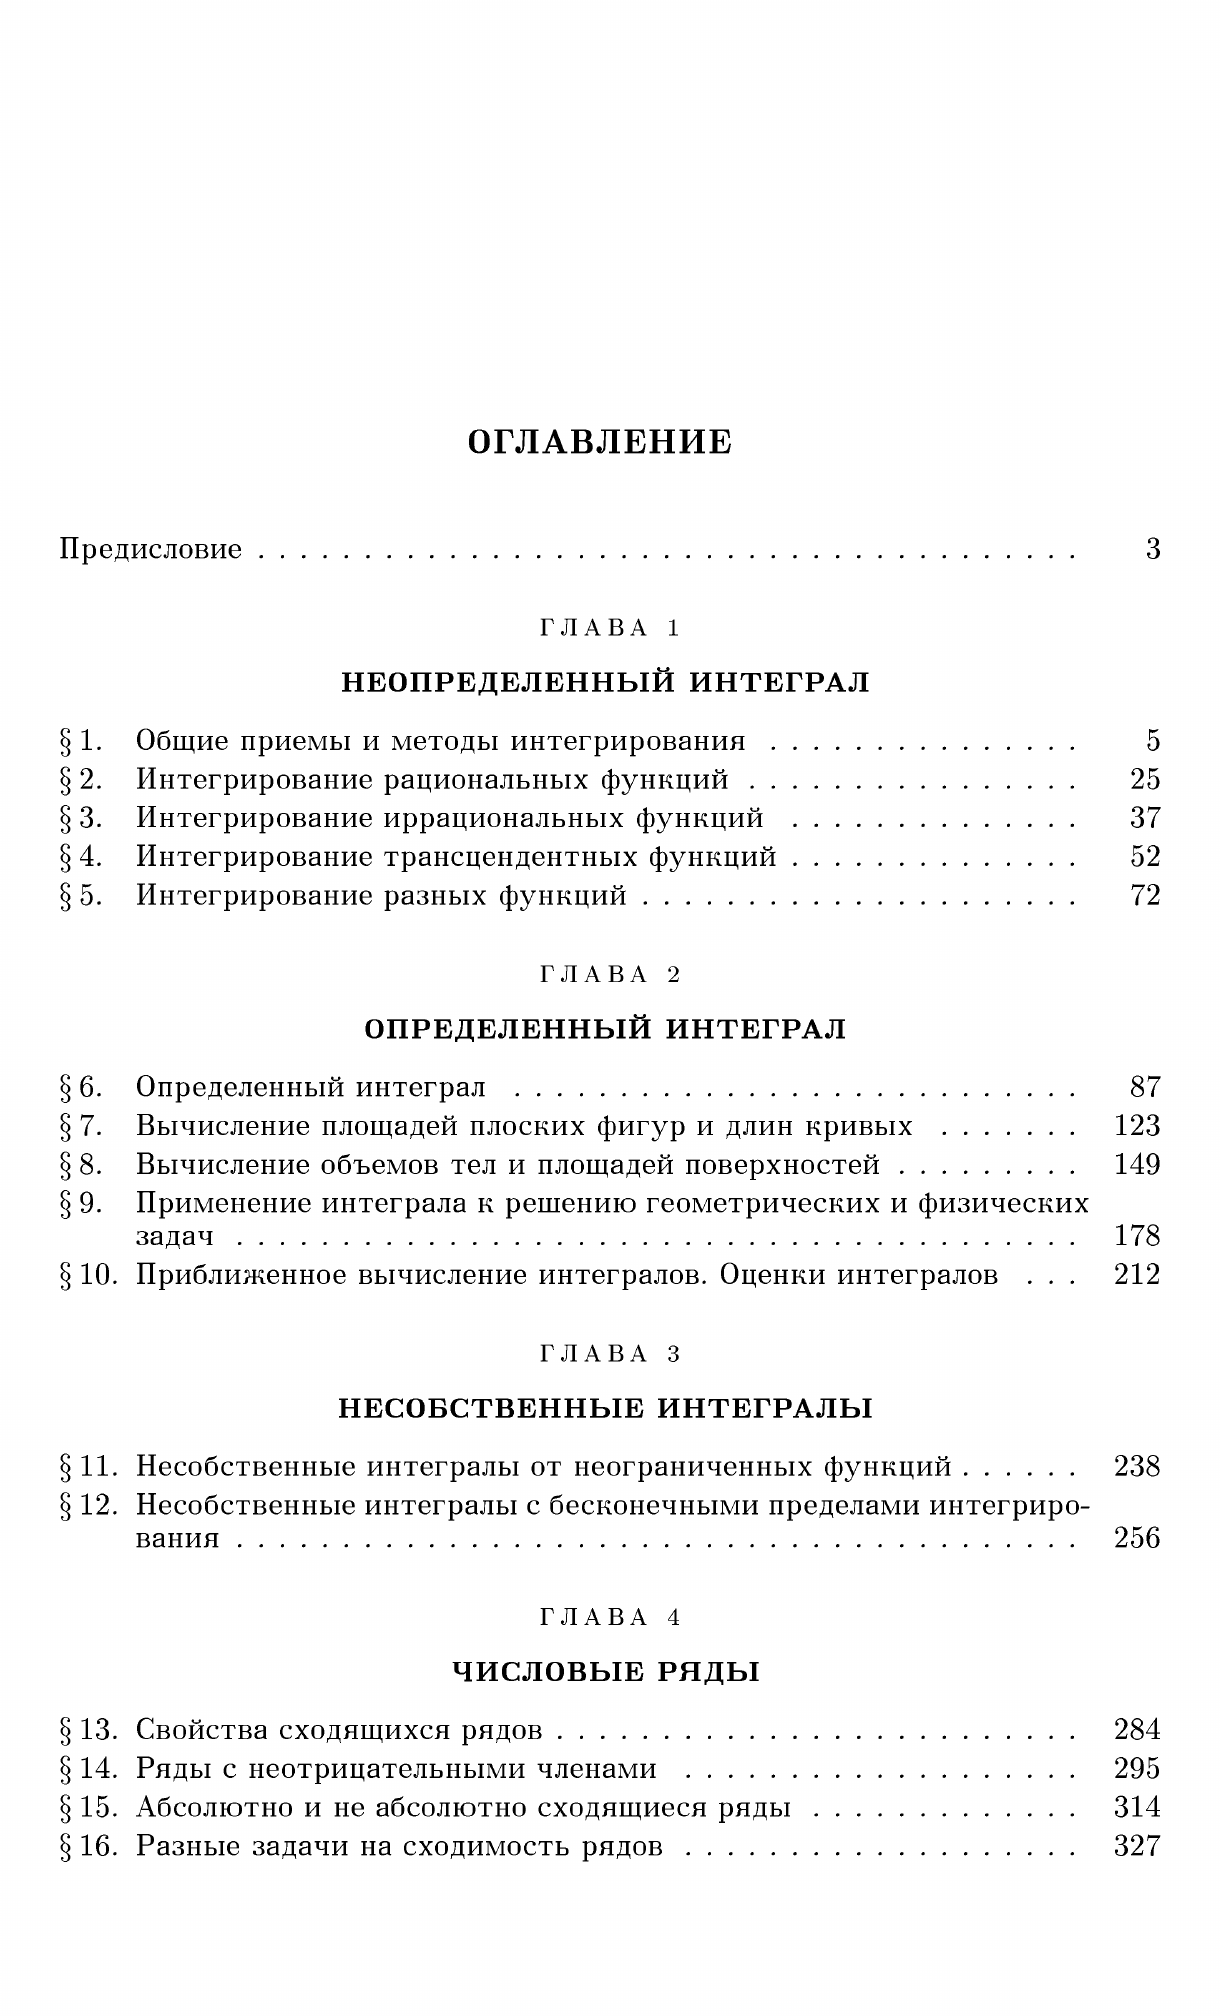 ОГЛАВЛЕНИЕ
Предисловие . . . . . . . . . . . . . . . . . . . . . . . . . . . . . . . . . . . . . . . 3
ГЛАВА 1
НЕОПРЕДЕЛЕННЫЙ ИНТЕГРАЛ
§ 1. Общие приемы и методы интегрирования . . . . . . . . . . . . . . . 5
§ 2. Интегрирование рациональных функций . . . . . . . . . . . . . . . . 25
§ 3. Интегрирование иррациональных функций . . . . . . . . . . . . . . 37
§ 4. Интегрирование трансцендентных функций . . . . . . . . . . . . . . 52
§ 5. Интегрирование разных функций . . . . . . . . . . . . . . . . . . . . . 72
ГЛАВА 2
ОПРЕДЕЛЕННЫЙ ИНТЕГРАЛ
§ 6. Определенный интеграл . . . . . . . . . . . . . . . . . . . . . . . . . . . 87
§ 7. Вычисление площадей плоских фигур и длин кривых . . . . . . . 123
§ 8. Вычисление объемов тел и площадей поверхностей . . . . . . . . . 149
§ 9. Применение интеграла к решению геометрических и физических
задач . . . . . . . . . . . . . . . . . . . . . . . . . . . . . . . . . . . . . . . . 178
§ 10. Приближенное вычисление интегралов. Оценки интегралов . . . 212
ГЛАВА 3
НЕСОБСТВЕННЫЕ ИНТЕГРАЛЫ
§ 11. Несобственные интегралы от неограниченных функций . . . . . . 238
§ 12. Несобственные интегралы с бесконечными пределами интегриро-
вания . . . . . . . . . . . . . . . . . . . . . . . . . . . . . . . . . . . . . . . . 256
ГЛАВА 4
ЧИСЛОВЫЕ РЯДЫ
§ 13. Свойства сходящихся рядов . . . . . . . . . . . . . . . . . . . . . . . . . 284
§ 14. Ряды с неотрицательными членами . . . . . . . . . . . . . . . . . . . 295
§ 15. Абсолютно и не абсолютно сходящиеся ряды . . . . . . . . . . . . . 314
§ 16. Разные задачи на сходимость рядов . . . . . . . . . . . . . . . . . . . 327